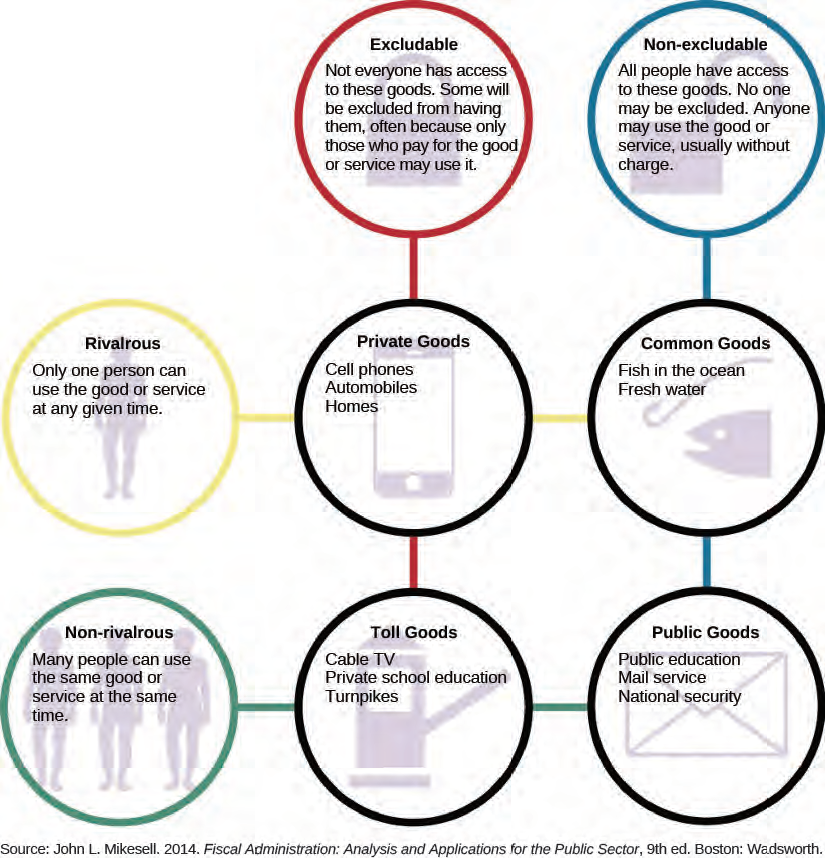 Excludable
Not everyone has access
to these goods. Some will
be excluded from having
them, often because only
those who pay for the good
or service may use it.
Non-excludable
All people have access
to these goods. No one
may be excluded. Anyone
may use the good or
service, usually without
charge.
Rivalrous
Only one person can
use the good or service
at any given time.
Private Goods
Cell phones
Automobiles
Homes
Common Goods
Fish in the ocean
Fresh water
Non-rivalrous
Many people can use
the same good or
service at the same
time.
Toll Goods
Cable TV
Private school education
Turnpikes
Public Goods
Public education
Mail service
National security
Source: John L. Mikesell. 2014. Fiscal Administration: Analysis and Applications for the Public Sector, 9th ed. Boston: Wadsworth.